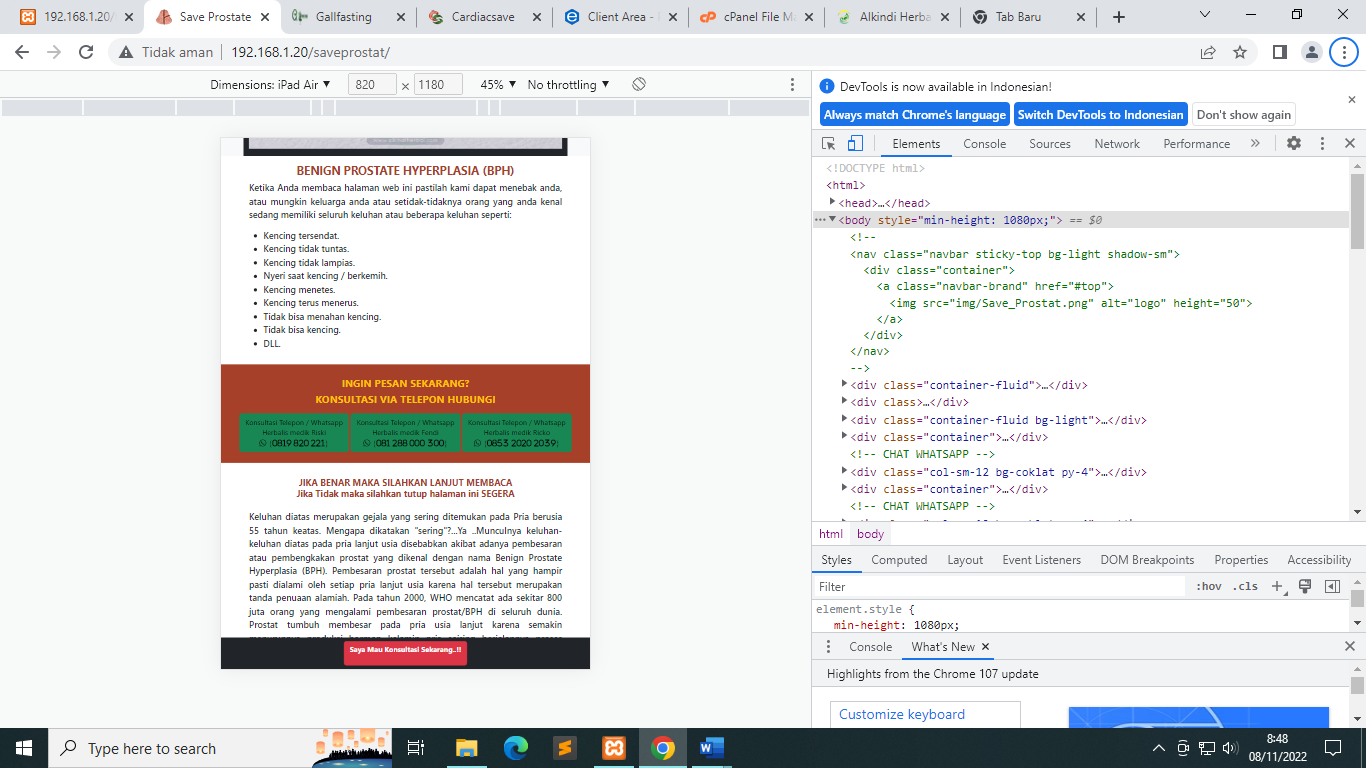 192.168.1.20/
Save Prostate
Gallfasting
Cardiacsave
Client Area -
cPanel File Ma
Alkindi Herba
Tab Baru
Tidak aman
192.168.1.20/saveprostat/
Dimensions: iPad Air
820
×
1180
45%
No throttling
BENIGN PROSTATE HYPERPLASIA (BPH)
Ketika Anda membaca halaman web ini pastilah kami dapat menebak anda,
atau mungkin keluarga anda atau setidak-tidaknya orang yang anda kenal
sedang memiliki seluruh keluhan atau beberapa keluhan seperti:
• Kencing tersendat.
• Kencing tidak tuntas.
• Kencing tidak lampias.
• Nyeri saat kencing / berkemih.
• Kencing menetes.
• Kencing terus menerus.
• Tidak bisa menahan kencing.
• Tidak bisa kencing.
• DLL.
INGIN PESAN SEKARANG?
KONSULTASI VIA TELEPON HUBUNGI
Konsultasi Telepon / Whatsapp
Herbalis medik Riski
(0819 820 221)
Konsultasi Telepon / Whatsapp
Herbalis medik Fendi
(081 288 000 300)
Konsultasi Telepon / Whatsapp
Herbalis medik Ricko
(0853 2020 2039)
JIKA BENAR MAKA SILAHKAN LANJUT MEMBACA
Jika Tidak maka silahkan tutup halaman ini SEGERA
Keluhan diatas merupakan gejala yang sering ditemukan pada Pria berusia
55 tahun keatas. Mengapa dikatakan "sering"?...Ya ..Munculnya keluhan-
keluhan diatas pada pria lanjut usia disebabkan akibat adanya pembesaran
atau pembengkakan prostat yang dikenal dengan nama Benign Prostate
Hyperplasia (BPH). Pembesaran prostat tersebut adalah hal yang hampir
pasti dialami oleh setiap pria lanjut usia karena hal tersebut merupakan
tanda penuaan alamiah. Pada tahun 2000, WHO mencatat ada sekitar 800
juta orang yang mengalami pembesaran prostat/BPH di seluruh dunia.
Prostat tumbuh membesar pada pria usia lanjut karena semakin
Saya Mau Konsultasi Sekarang..!!
DevTools is now available in Indonesian!
Always match Chrome's language
Switch DevTools to Indonesian
Don't show again
Elements
Console
Sources
Network
Performance
<!DOCTYPE html>
<html>
<head>…</head>
<body style="min-height: 1080px;"> == $0
<!--
<nav class="navbar sticky-top bg-light shadow-sm">
<div class="container">
<a class="navbar-brand" href="#top">
<img src="img/Save_Prostat.png" alt="logo" height="50">
</a>
</div>
</nav>
-->
<div class="container-fluid">…</div>
<div class>…</div>
<div class="container-fluid bg-light">…</div>
<div class="container">…</div>
<!-- CHAT WHATSAPP -->
<div class="col-sm-12 bg-coklat py-4">…</div>
<div class="container">…</div>
<!-- CHAT WHATSAPP -->
html
body
Styles
Computed
Layout
Event Listeners
DOM Breakpoints
Properties
Accessibility
Filter
:hov
.cls
element.style {
min-height: 1080px;
Console
What's New
Highlights from the Chrome 107 update
Customize keyboard
Type here to search
8:48
08/11/2022